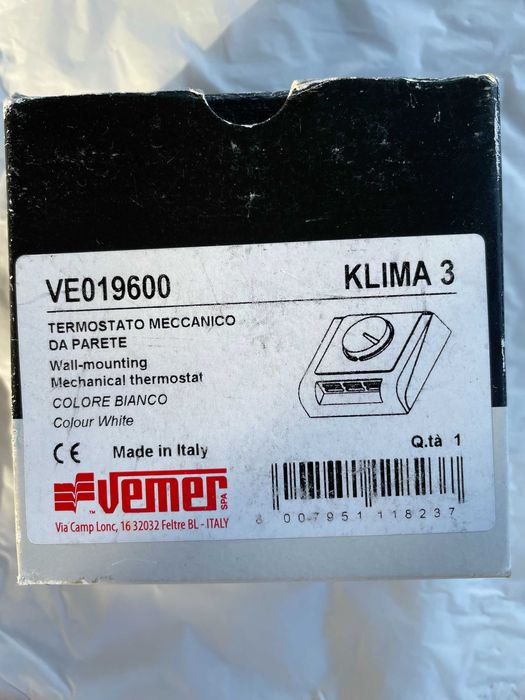 VE019600
KLIMA 3
TERMOSTATO MECCANICO
DA PARETE
Wall-mounting
Mechanical thermostat
COLORE BIANCO
Colour White
CE Made in Italy
Q.tà 1
vemer SPA
TM
Via Camp Lonc, 16 32032 Feltre BL - ITALY
8 007951 118237